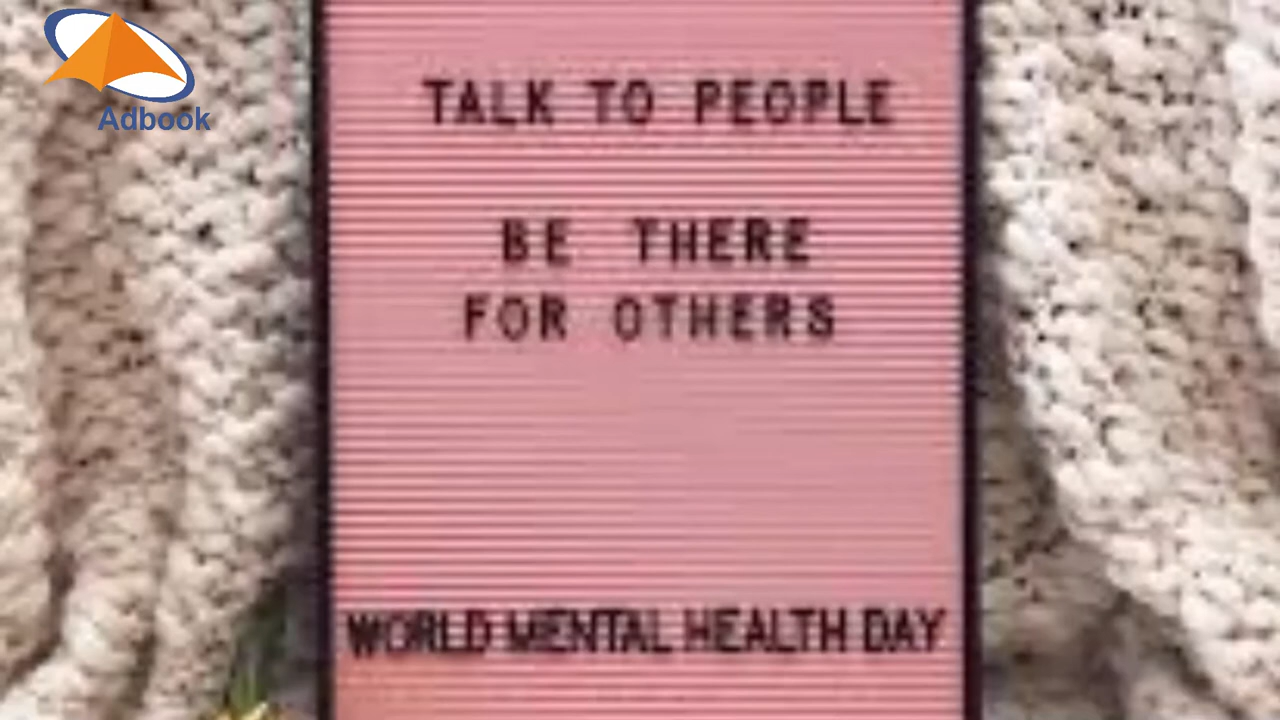 Adbook
TALK TO PEOPLE
BE THERE
FOR OTHERS
WORLD MENTAL HEALTH DAY